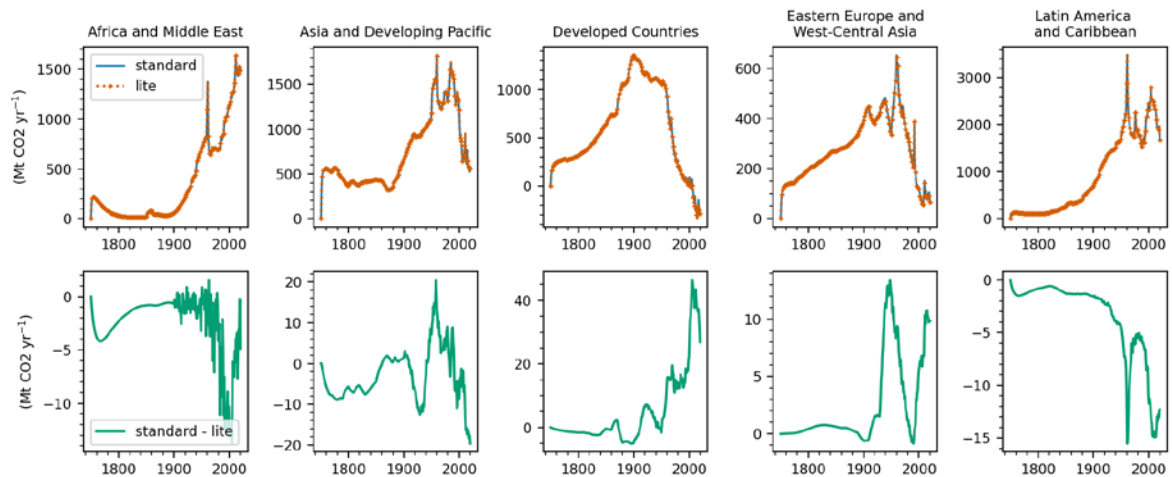 Africa and Middle East
Asia and Developing Pacific
Developed Countries
Eastern Europe and
West-Central Asia
Latin America
and Caribbean
(Mt CO2 yr⁻¹)
1500
1000
500
0
standard
lite
1800 1900 2000
1500
1000
500
0
1800 1900 2000
1000
500
0
1800 1900 2000
600
400
200
0
1800 1900 2000
3000
2000
1000
0
1800 1900 2000
(Mt CO2 yr⁻¹)
0
−5
−10
standard - lite
1800 1900 2000
20
10
0
−10
−20
1800 1900 2000
40
20
0
1800 1900 2000
10
5
0
1800 1900 2000
0
−5
−10
−15
1800 1900 2000